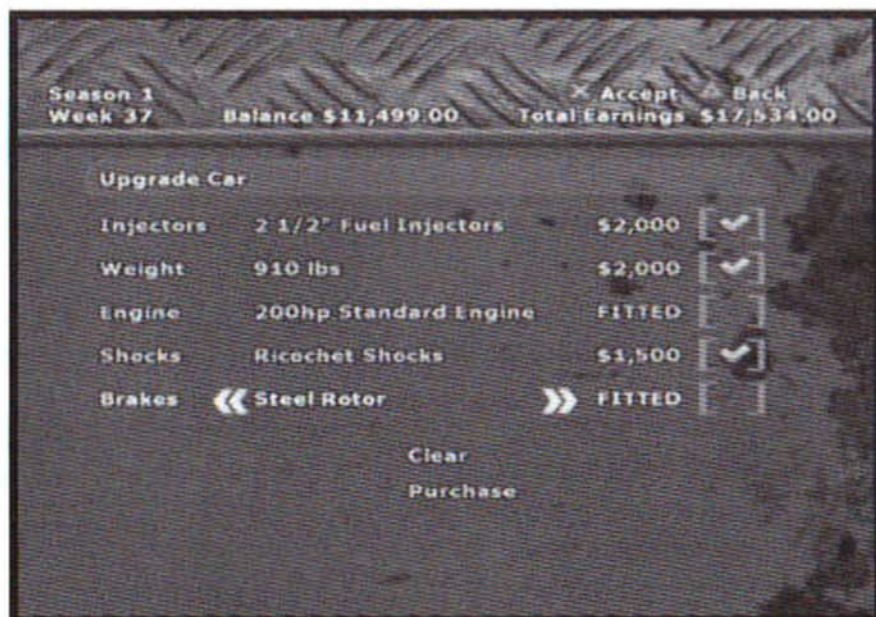 Season 1
× Accept △ Back
Week 37 Balance $11,499.00 Total Earnings $17,534.00
Upgrade Car
Injectors 2 1/2" Fuel Injectors $2,000
Weight 910 lbs $2,000
Engine 200hp Standard Engine FITTED
Shocks Ricochet Shocks $1,500
Brakes Steel Rotor FITTED
Clear
Purchase